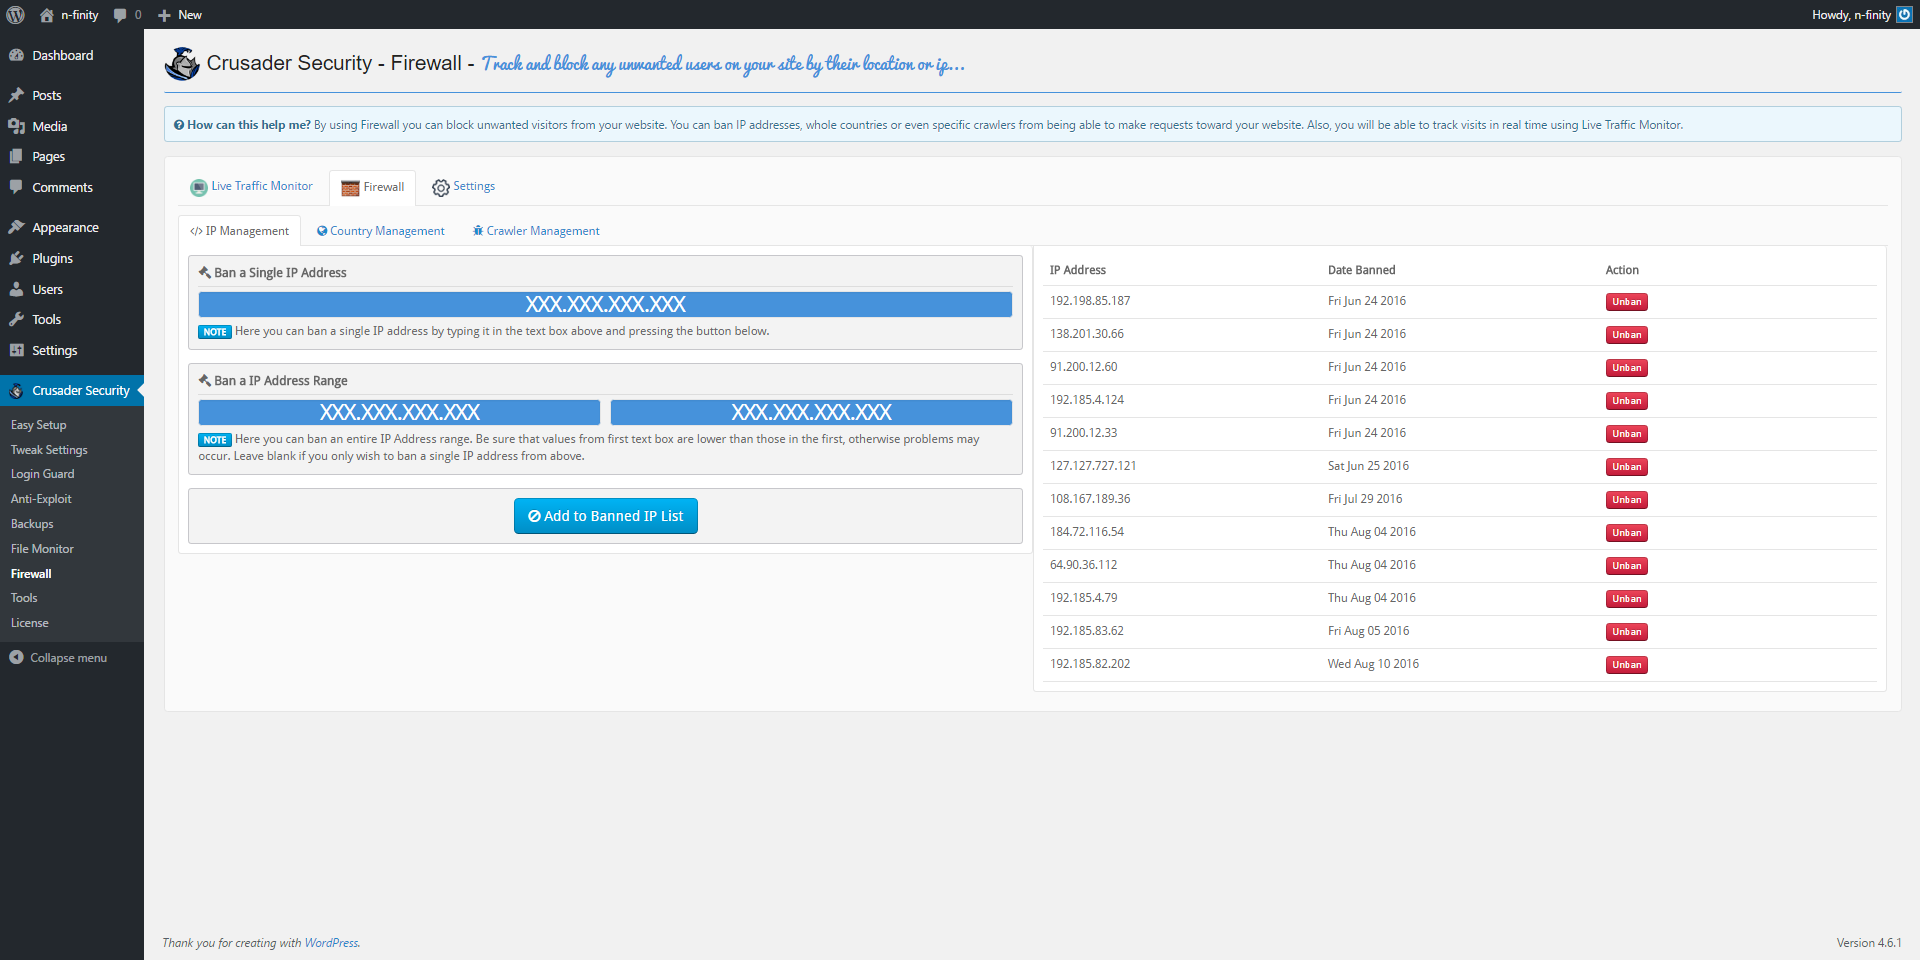 n-finity
0
New
Howdy, n-finity
Dashboard
Posts
Media
Pages
Comments
Appearance
Plugins
Users
Tools
Settings
Crusader Security
Easy Setup
Tweak Settings
Login Guard
Anti-Exploit
Backups
File Monitor
Firewall
Tools
License
Collapse menu
Crusader Security - Firewall - Track and block any unwanted users on your site by their location or ip...
How can this help me? By using Firewall you can block unwanted visitors from your website. You can ban IP addresses, whole countries or even specific crawlers from being able to make requests toward your website. Also, you will be able to track visits in real time using Live Traffic Monitor.
Live Traffic Monitor
Firewall
Settings
</> IP Management
Country Management
Crawler Management
Ban a Single IP Address
XXX.XXX.XXX.XXX
NOTE Here you can ban a single IP address by typing it in the text box above and pressing the button below.
Ban a IP Address Range
XXX.XXX.XXX.XXX XXX.XXX.XXX.XXX
NOTE Here you can ban an entire IP Address range. Be sure that values from first text box are lower than those in the first, otherwise problems may
occur. Leave blank if you only wish to ban a single IP address from above.
Add to Banned IP List
IP Address Date Banned Action
192.198.85.187 Fri Jun 24 2016 Unban
138.201.30.66 Fri Jun 24 2016 Unban
91.200.12.60 Fri Jun 24 2016 Unban
192.185.4.124 Fri Jun 24 2016 Unban
91.200.12.33 Fri Jun 24 2016 Unban
127.127.727.121 Sat Jun 25 2016 Unban
108.167.189.36 Fri Jul 29 2016 Unban
184.72.116.54 Thu Aug 04 2016 Unban
64.90.36.112 Thu Aug 04 2016 Unban
192.185.4.79 Thu Aug 04 2016 Unban
192.185.83.62 Fri Aug 05 2016 Unban
192.185.82.202 Wed Aug 10 2016 Unban
Thank you for creating with WordPress.
Version 4.6.1